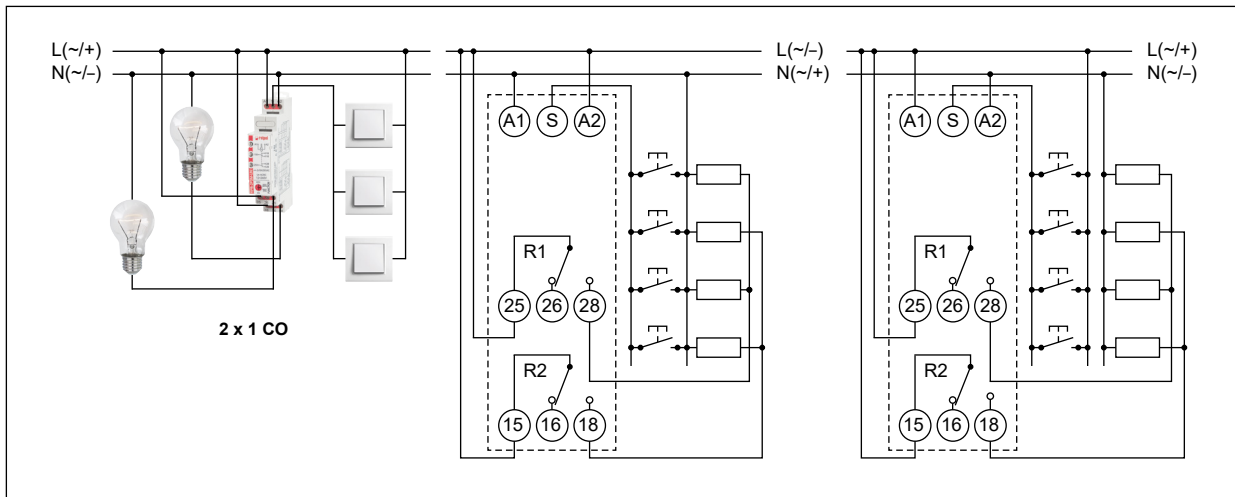 L(~/+)
N(~/–)
2 x 1 CO
L(~/–)
N(~/+)
A1 S A2
R1
25 26 28
R2
15 16 18
L(~/+)
N(~/–)
A1 S A2
R1
25 26 28
R2
15 16 18